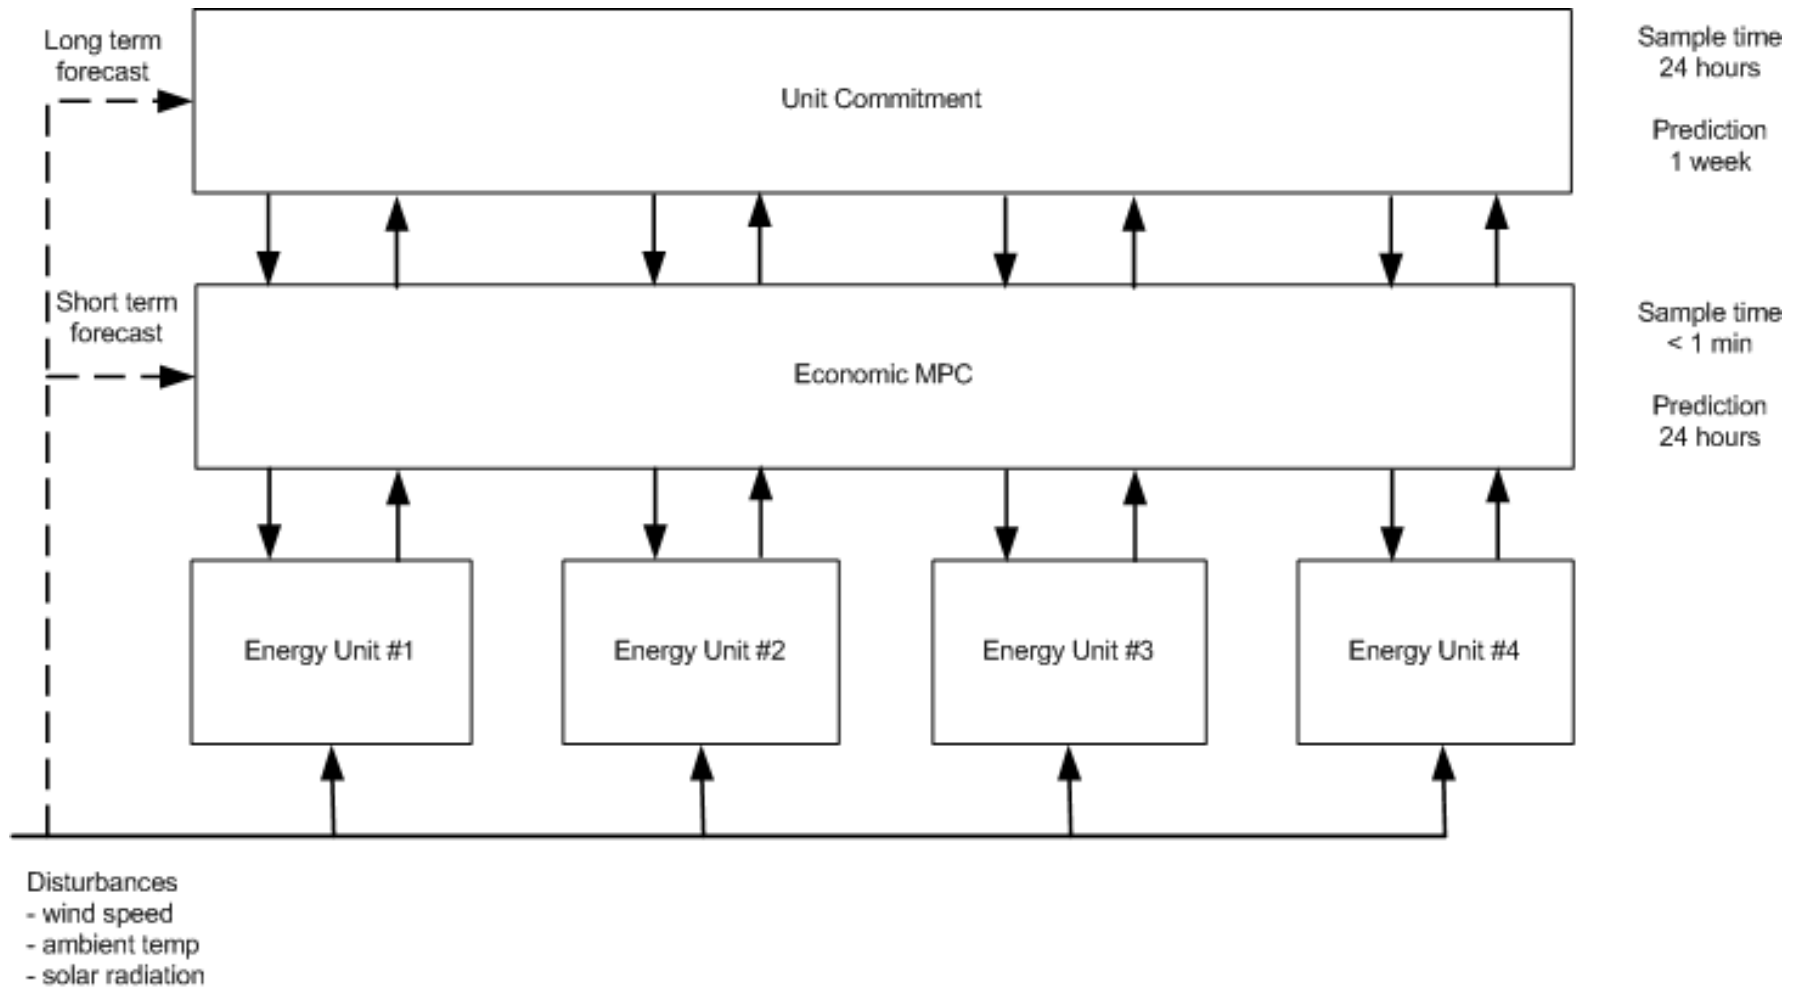 Long term
forecast
Unit Commitment
Sample time
24 hours
Prediction
1 week
Short term
forecast
Economic MPC
Sample time
< 1 min
Prediction
24 hours
Energy Unit #1
Energy Unit #2
Energy Unit #3
Energy Unit #4
Disturbances
- wind speed
- ambient temp
- solar radiation